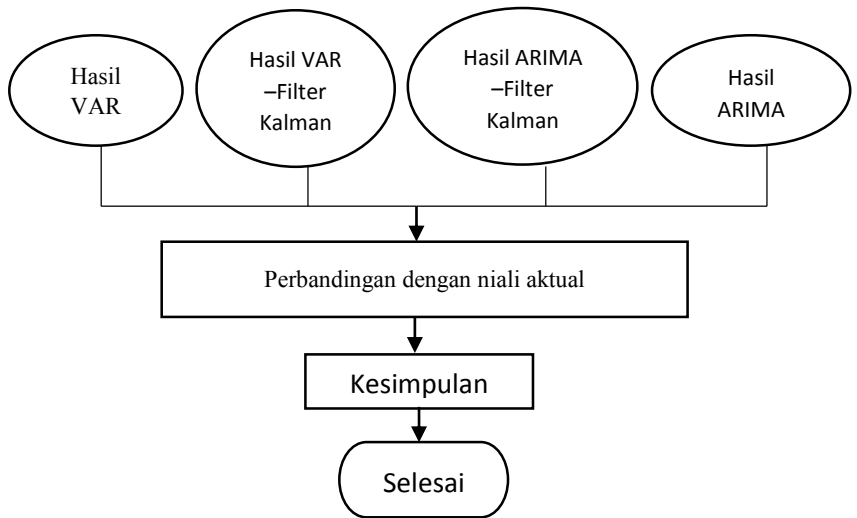 Hasil
VAR
Hasil VAR
–Filter
Kalman
Hasil ARIMA
–Filter
Kalman
Hasil
ARIMA
Perbandingan dengan niali aktual
Kesimpulan
Selesai